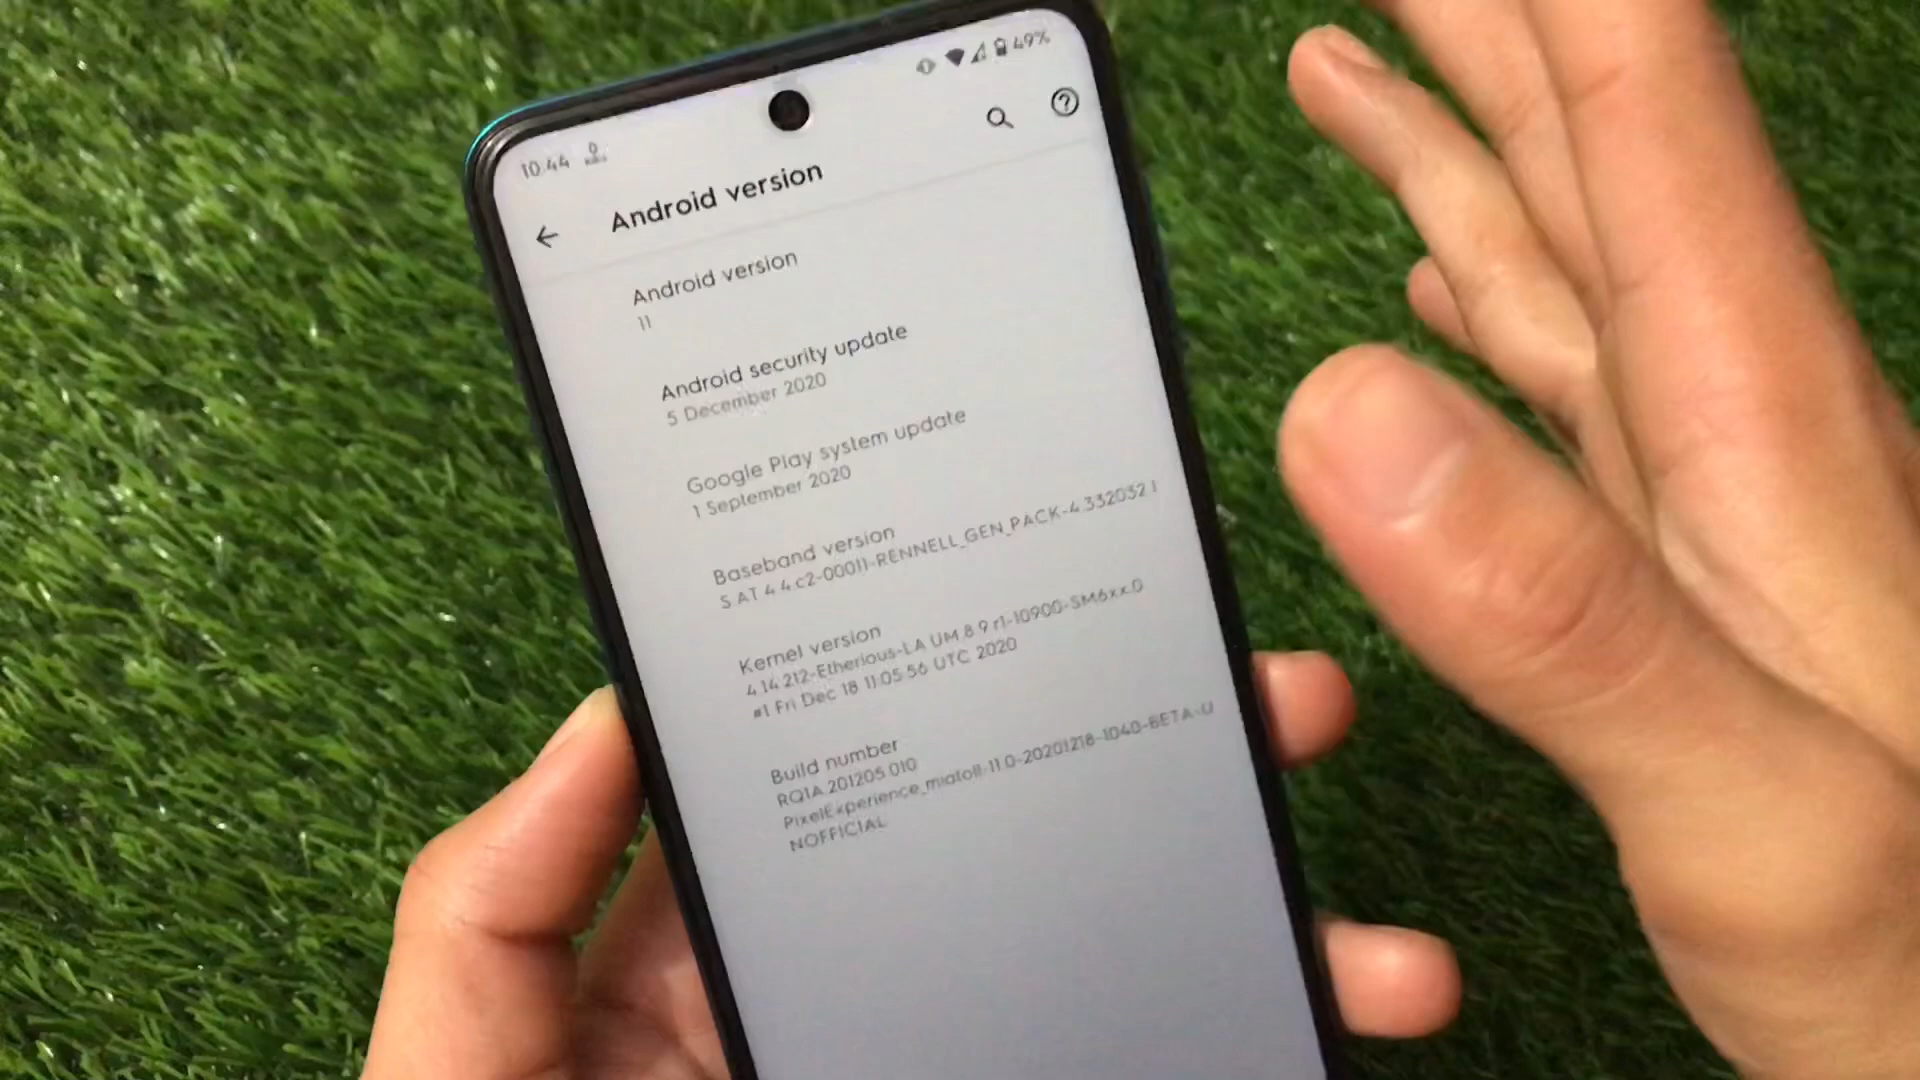 10:44 0
49%
Android version
Android version
11
Android security update
5 December 2020
Google Play system update
1 September 2020
Baseband version
S.AT.4.4.c2-00011-RENNELL_GEN_PACK-4.332032.1
Kernel version
4.14.212-Etherious-LA.UM.8.9.r1-10900-SM6xx.0
#1 Fri Dec 18 11:05:56 UTC 2020
Build number
RQ1A.201205.010
PixelExperience_miatoll-11.0-20201218-1040-BETA-U
NOFFICIAL